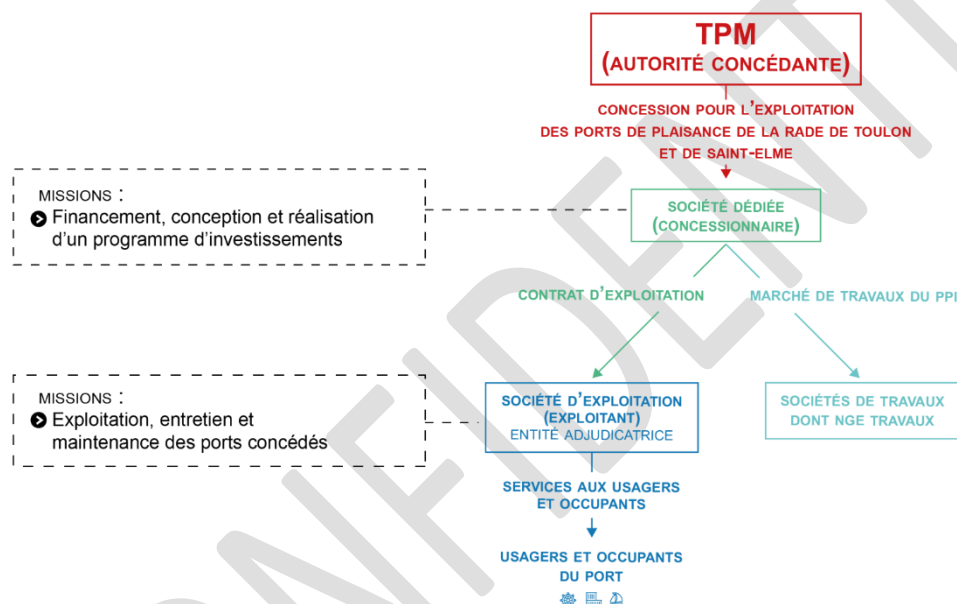 TPM
(AUTORITÉ CONCÉDANTE)
CONCESSION POUR L'EXPLOITATION
DES PORTS DE PLAISANCE DE LA RADE DE TOULON
ET DE SAINT-ELME
MISSIONS :
Financement, conception et réalisation
d'un programme d'investissements
SOCIÉTÉ DÉDIÉE
(CONCESSIONNAIRE)
CONTRAT D'EXPLOITATION
MARCHÉ DE TRAVAUX DU PPI
MISSIONS :
Exploitation, entretien et
maintenance des ports concédés
SOCIÉTÉ D'EXPLOITATION
(EXPLOITANT)
ENTITÉ ADJUDICATRICE
SOCIÉTÉS DE TRAVAUX
DONT NGE TRAVAUX
SERVICES AUX USAGERS
ET OCCUPANTS
USAGERS ET OCCUPANTS
DU PORT
CONFIDENTI